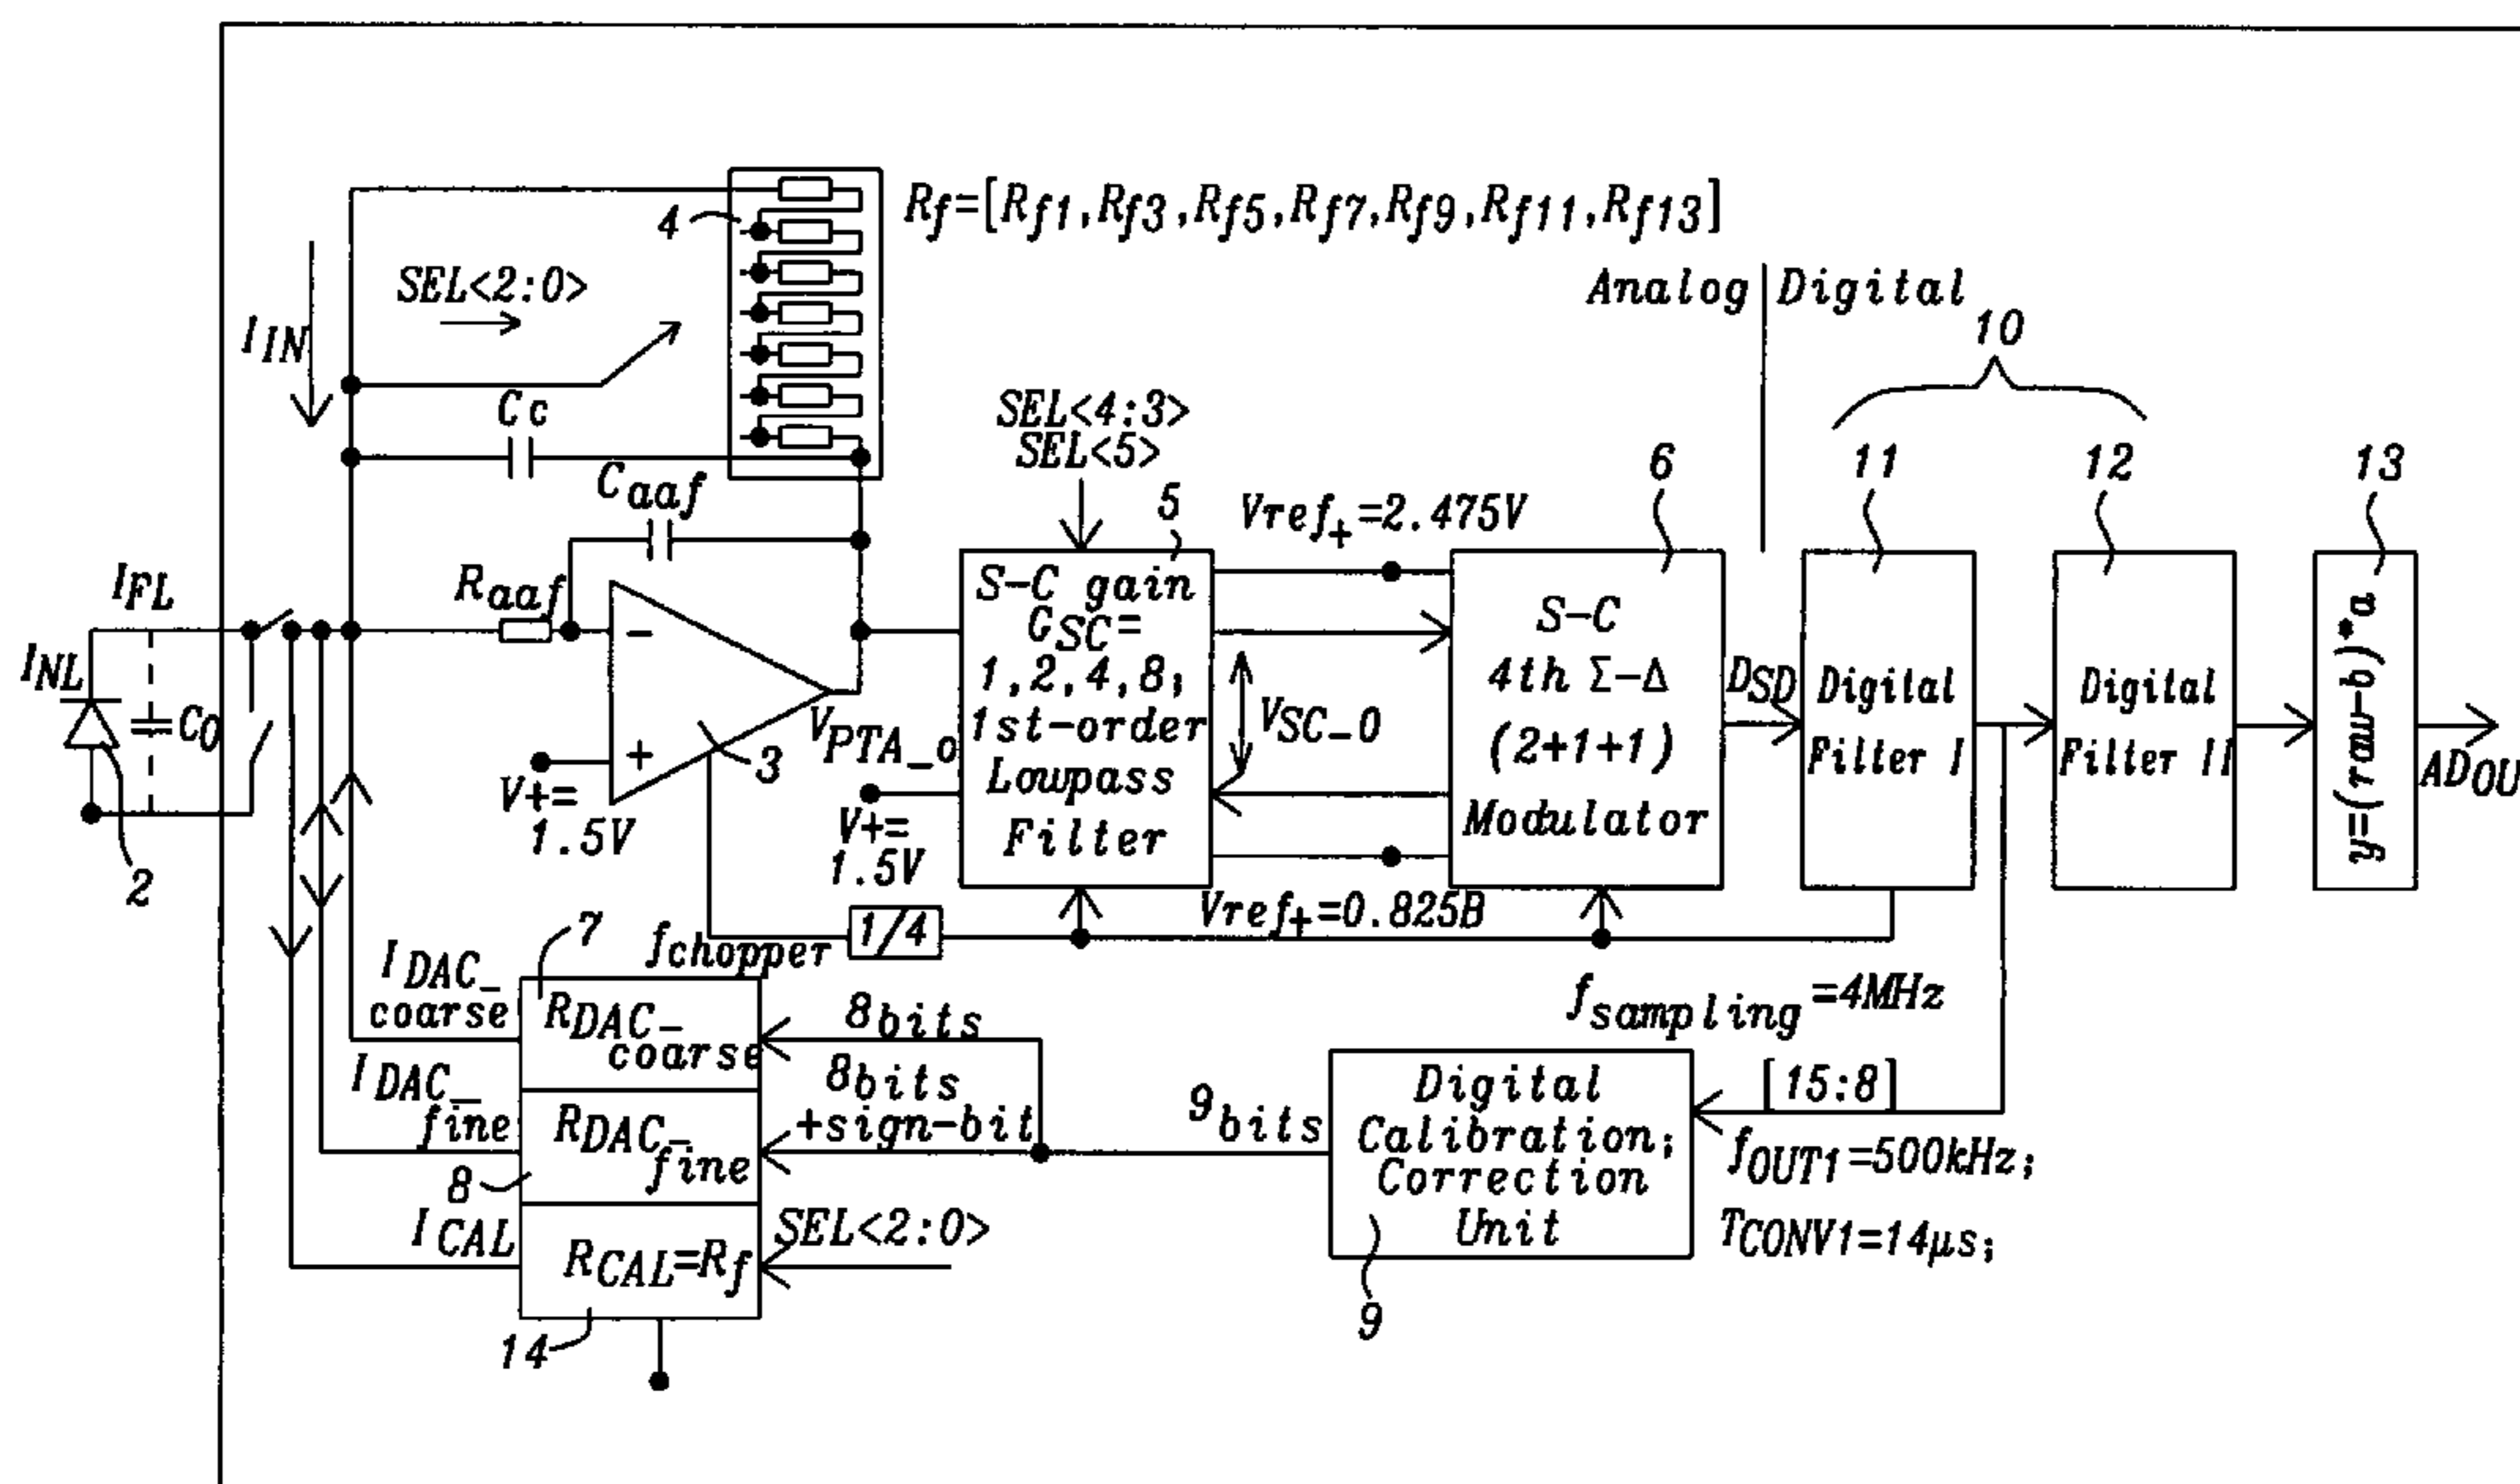 4
Rf=[Rf1,Rf3,Rf5,Rf7,Rf9,Rf11,Rf13]
SEL<2:0>
Analog Digital
IIN
10
Cc
SEL<4:3>
SEL<5>
Caaf
5
6
11
12
13
Vref+=2.475V
IFL
Raaf
INL
C0
2
-
+
3
V+=
1.5V
VPTA_o
V+=
1.5V
S-C gain
GSC=
1,2,4,8;
1st-order
Lowpass
Filter
VSC_0
S-C
4th Σ-Δ
(2+1+1)
Modulator
DSD
Digital
Filter I
Digital
Filter II
y=(raw-b)*a
ADOU
Vref+=0.825B
1/4
fchopper
fsampling=4MHz
7
IDAC_
coarse
RDAC_
coarse
8bits
IDAC_
fine
RDAC_
fine
8bits
+sign-bit
9bits
8
Digital
Calibration;
Correction
Unit
[15:8]
fOUT1=500kHz;
TCONV1=14μs;
ICAL
RCAL=Rf
SEL<2:0>
14
9